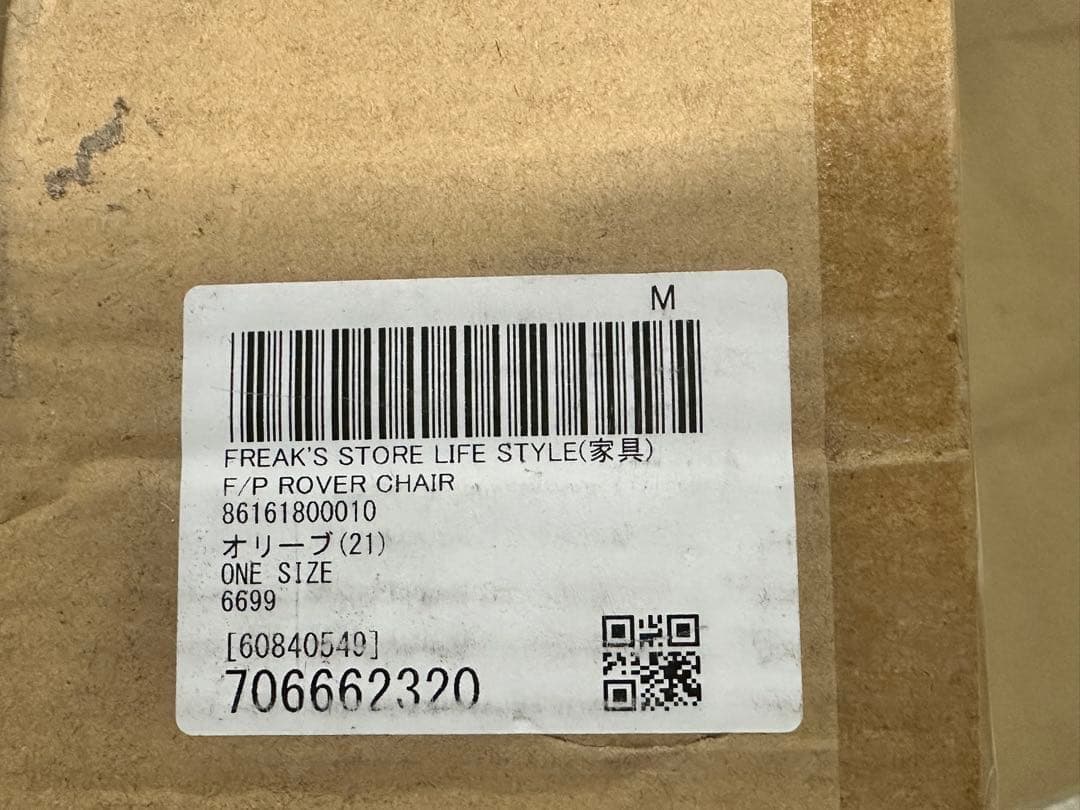 M
FREAK'S STORE LIFE STYLE(家具)
F/P ROVER CHAIR
86161800010
オリーブ(21)
ONE SIZE
6699
[60840549]
706662320